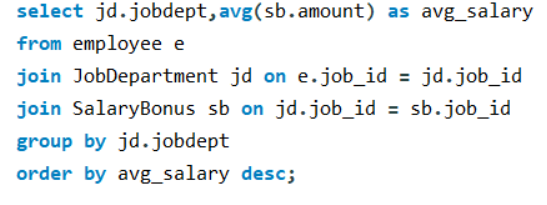 select jd.jobdept,avg(sb.amount) as avg_salary
from employee e
join JobDepartment jd on e.job_id = jd.job_id
join SalaryBonus sb on jd.job_id = sb.job_id
group by jd.jobdept
order by avg_salary desc;